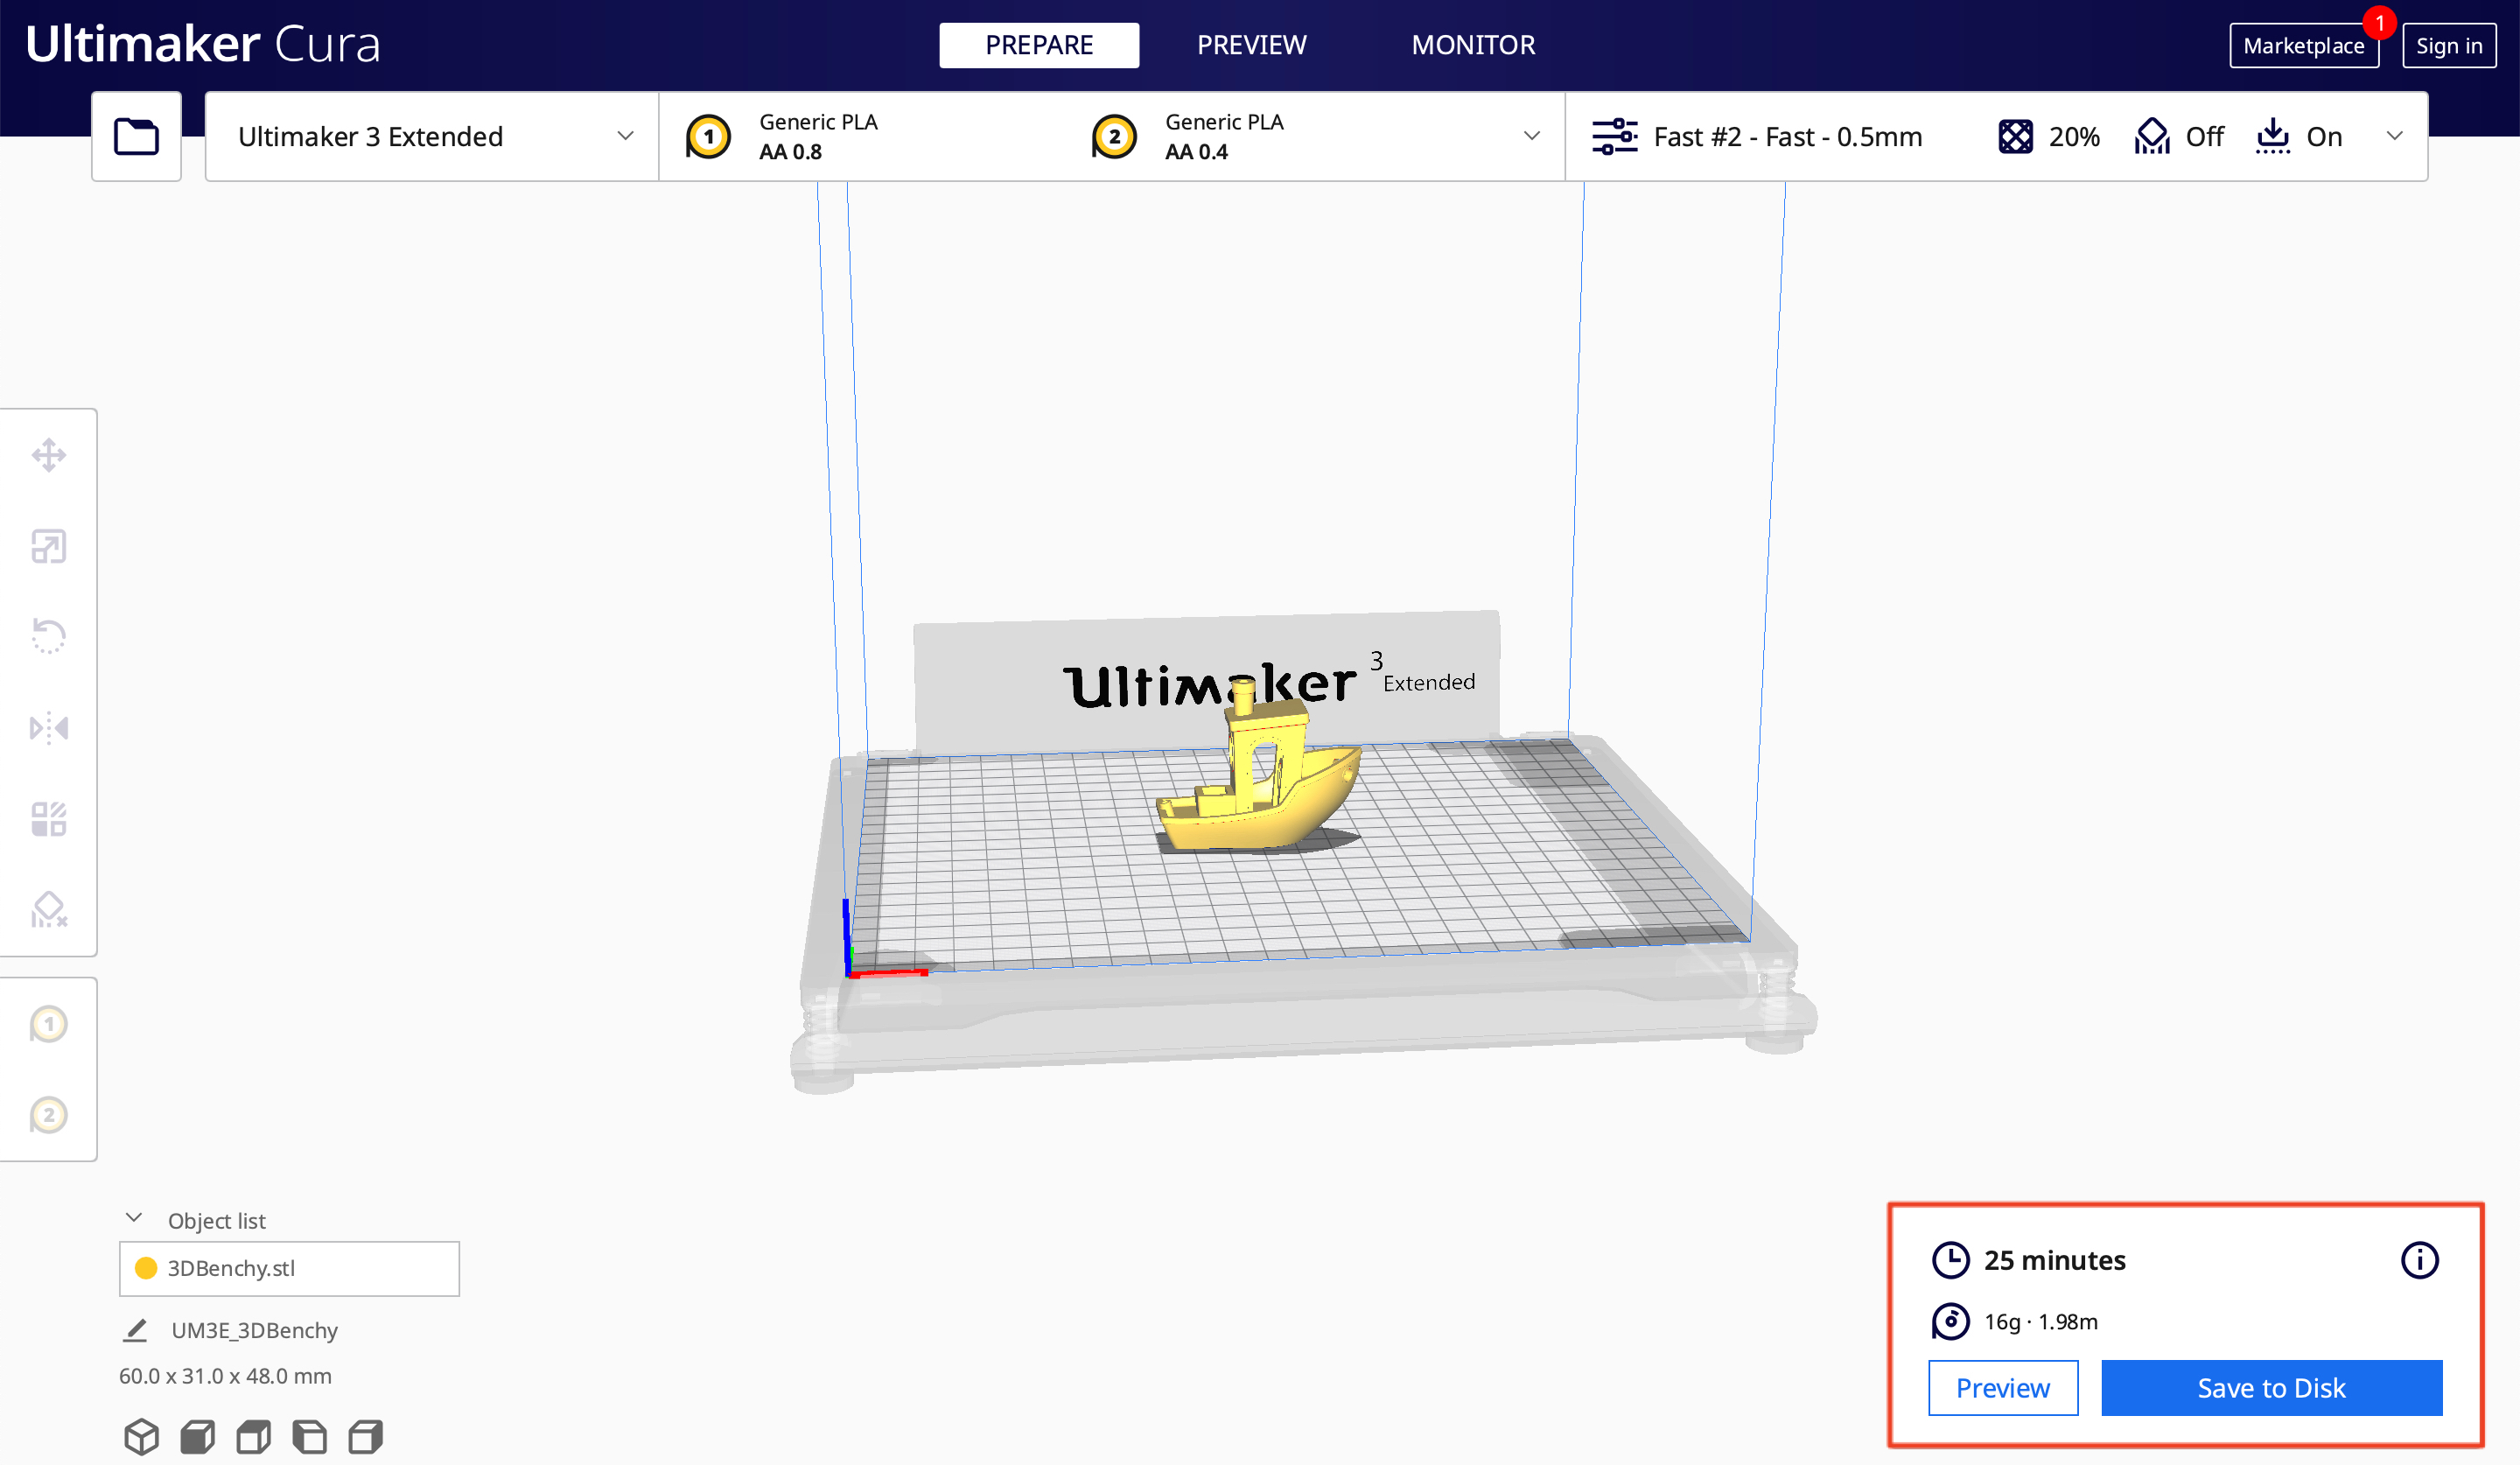 Ultimaker Cura
PREPARE
PREVIEW
MONITOR
Marketplace
1
Sign in
Ultimaker 3 Extended
1
Generic PLA
AA 0.8
2
Generic PLA
AA 0.4
Fast #2 - Fast - 0.5mm
20%
Off
On
Ultimaker 3
Extended
1
2
Object list
3DBenchy.stl
UM3E_3DBenchy
60.0 x 31.0 x 48.0 mm
25 minutes
16g · 1.98m
Preview
Save to Disk